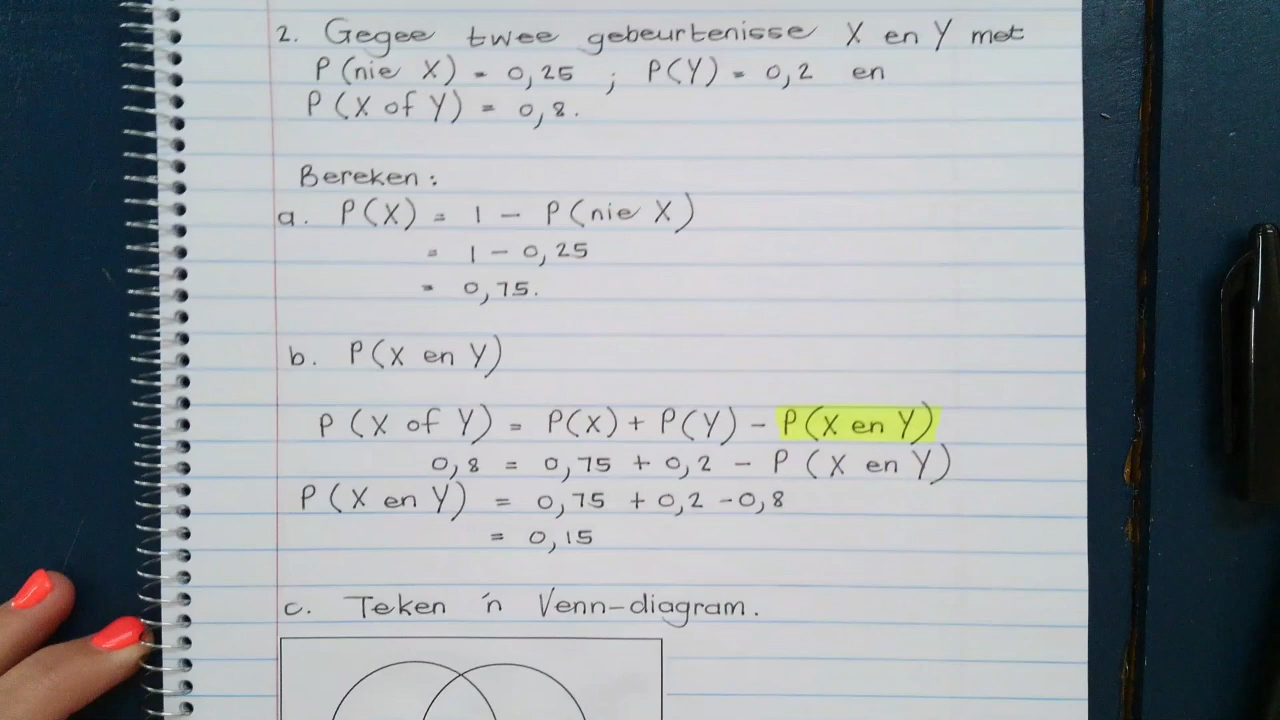 2. Gegee twee gebeurtenisse X en Y met
P(nie X) = 0,25 ; P(Y) = 0,2 en
P(X of Y) = 0,8.
Bereken:
a. P(X) = 1 - P(nie X)
= 1 - 0,25
= 0,75.
b. P(X en Y)
P(X of Y) = P(X) + P(Y) - P(X en Y)
0,8 = 0,75 + 0,2 - P(X en Y)
P(X en Y) = 0,75 + 0,2 - 0,8
= 0,15
c. Teken 'n Venn-diagram.